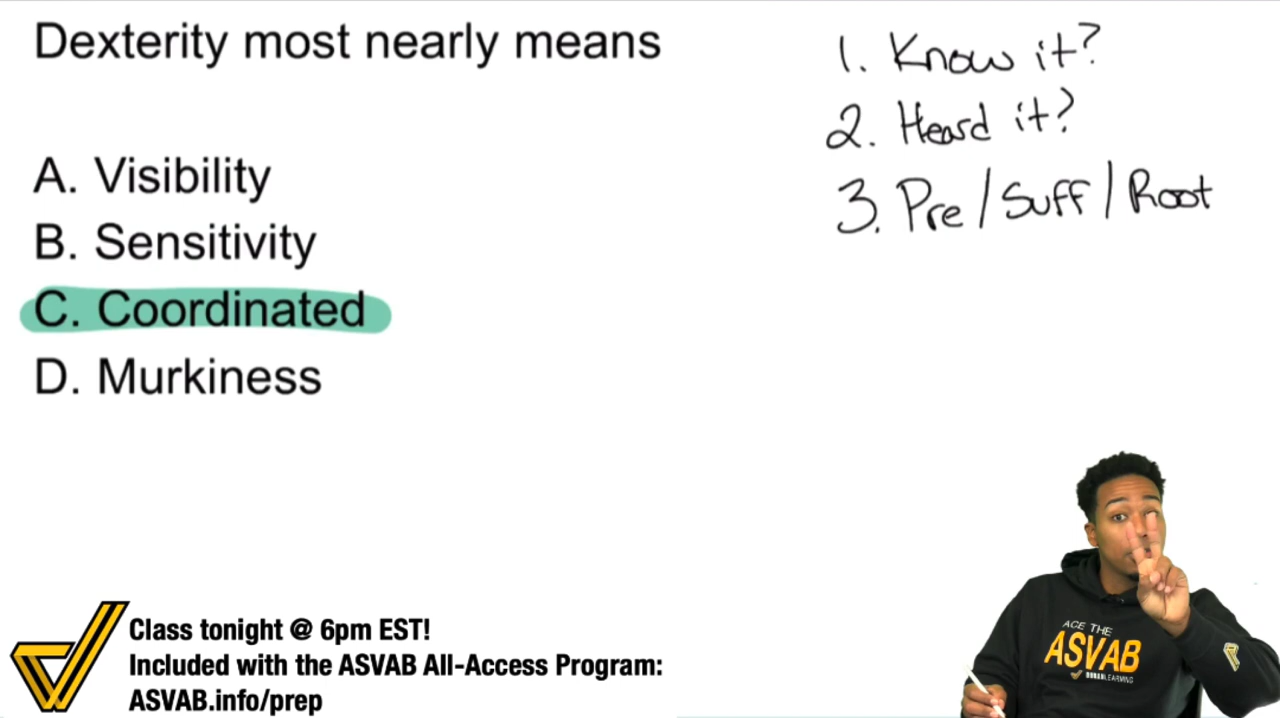 Dexterity most nearly means
A. Visibility
B. Sensitivity
C. Coordinated
D. Murkiness
1. Know it?
2. Heard it?
3. Pre/Suff/Root
Class tonight @ 6pm EST!
Included with the ASVAB All-Access Program:
ASVAB.info/prep
ACE THE
ASVAB